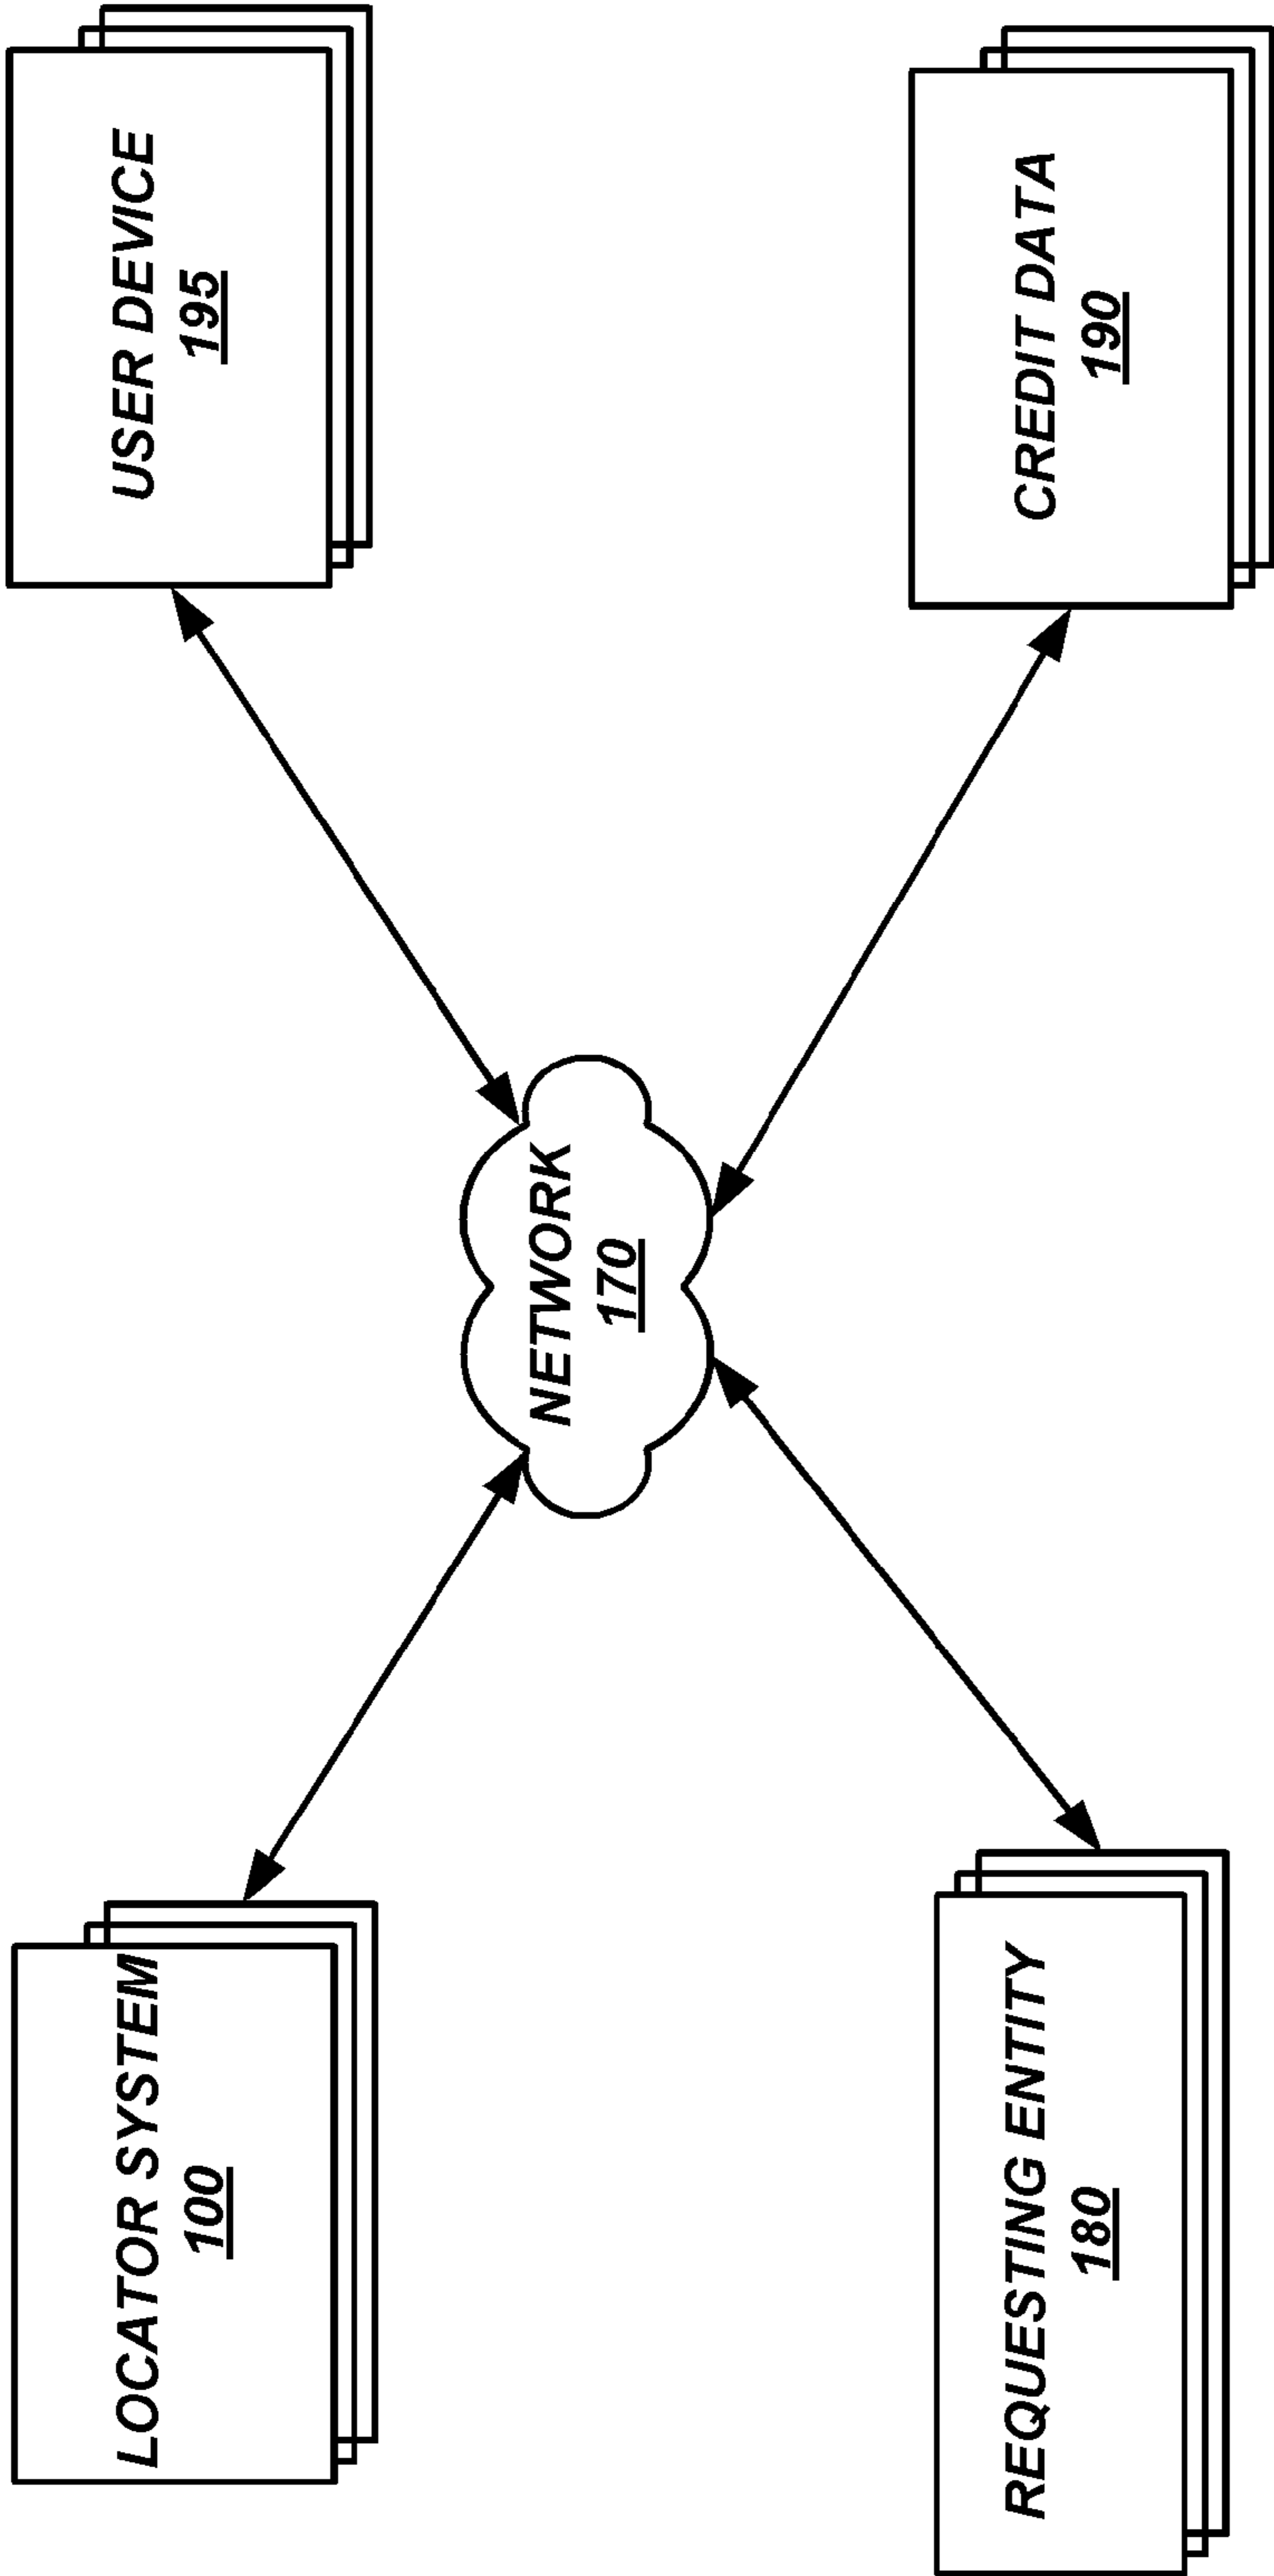 LOCATOR SYSTEM
100
USER DEVICE
195
NETWORK
170
REQUESTING ENTITY
180
CREDIT DATA
190